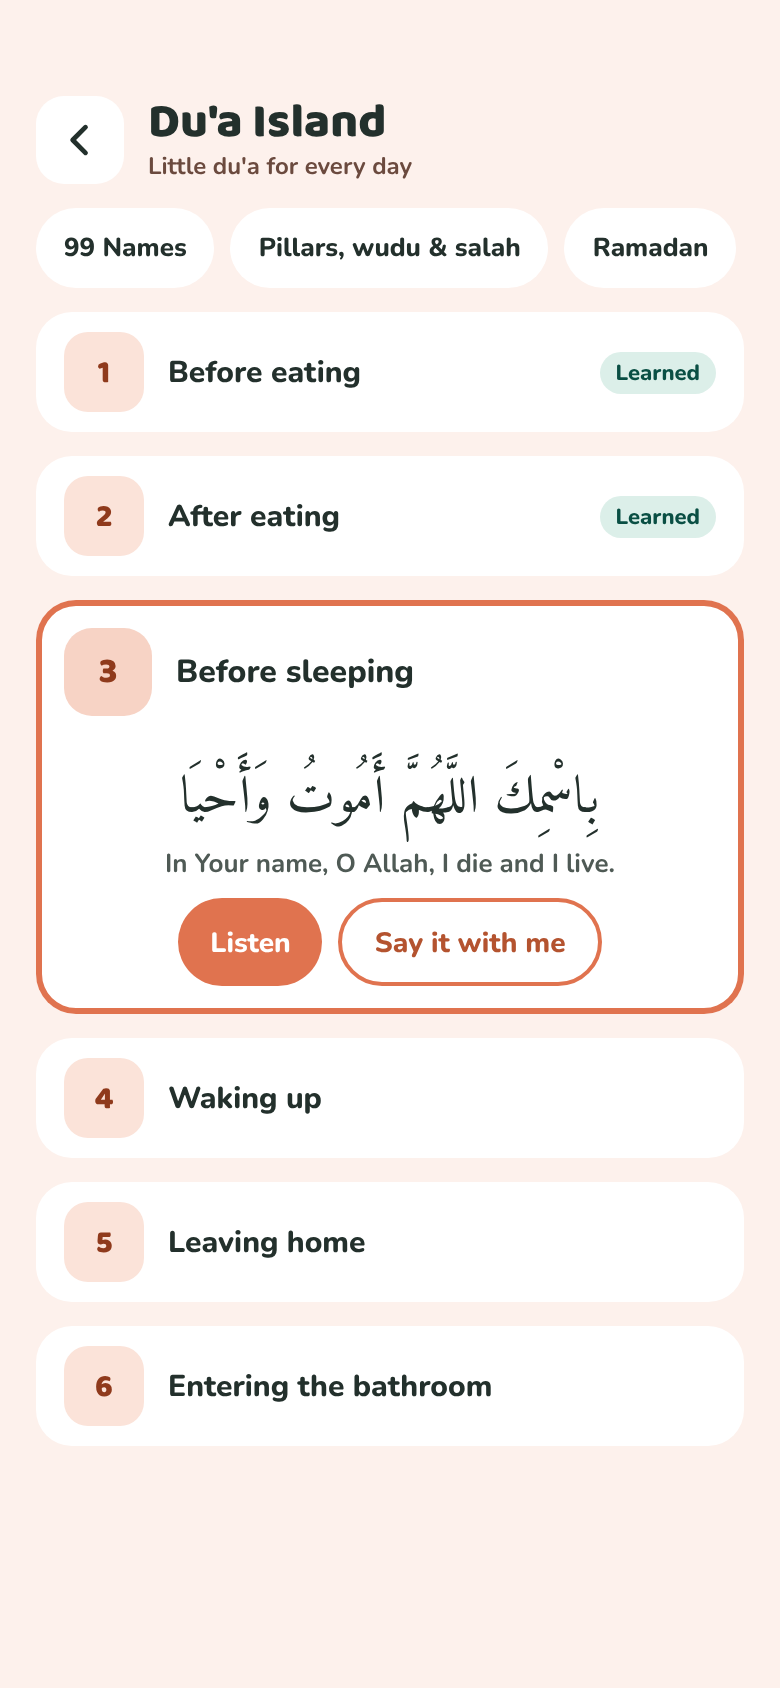 Du'a Island
Little du'a for every day
99 Names
Pillars, wudu & salah
Ramadan
1
Before eating
Learned
2
After eating
Learned
3
Before sleeping
بِاسْمِكَ اللَّهُمَّ أَمُوتُ وَأَحْيَا
In Your name, O Allah, I die and I live.
Listen
Say it with me
4
Waking up
5
Leaving home
6
Entering the bathroom